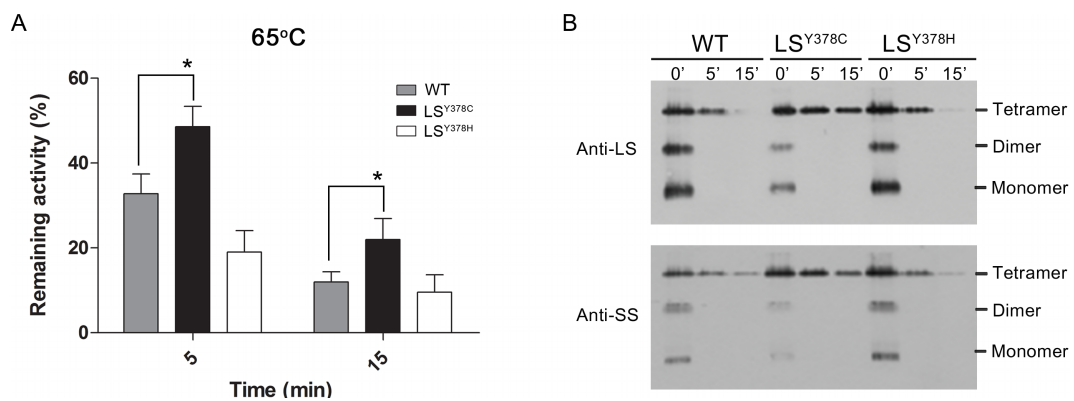 A
65°C
Remaining activity (%)
60
40
20
0
WT
LSY378C
LSY378H
*
*
5
15
Time (min)
B
WT
LSY378C
LSY378H
0' 5' 15' 0' 5' 15' 0' 5' 15'
Anti-LS
Tetramer
Dimer
Monomer
Anti-SS
Tetramer
Dimer
Monomer